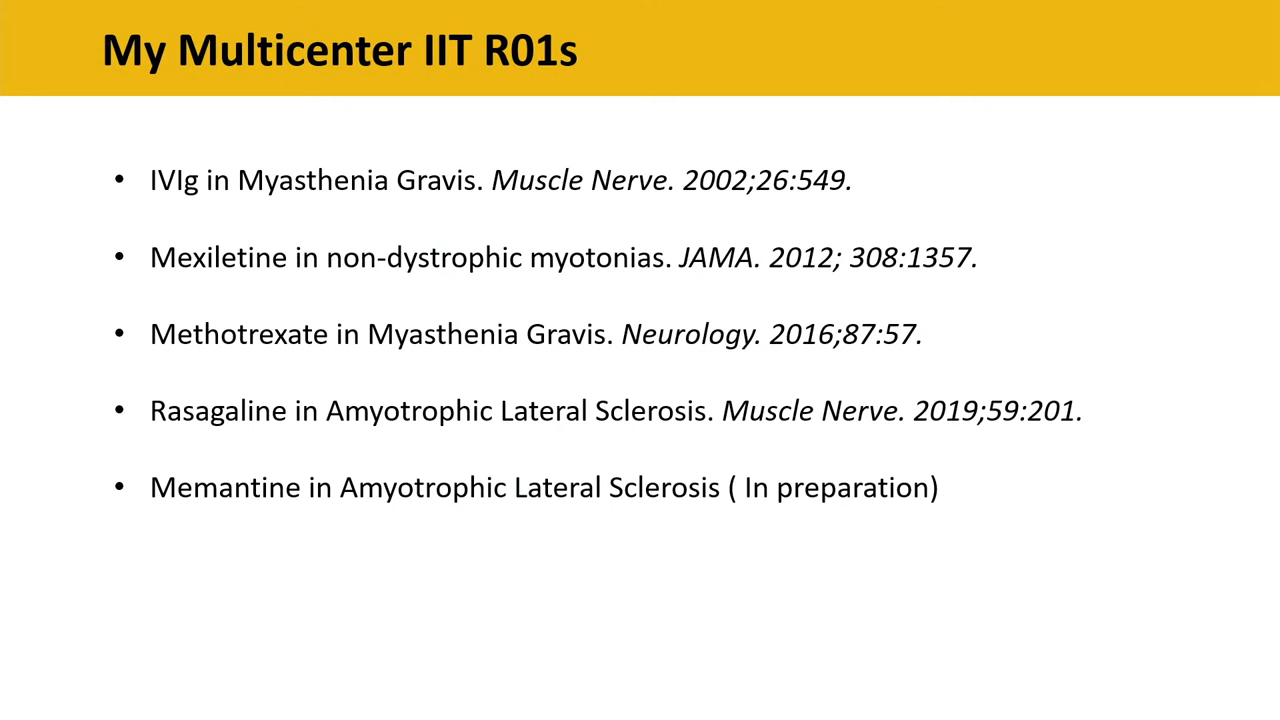 My Multicenter IIT R01s
• IVIg in Myasthenia Gravis. Muscle Nerve. 2002;26:549.
• Mexiletine in non-dystrophic myotonias. JAMA. 2012; 308:1357.
• Methotrexate in Myasthenia Gravis. Neurology. 2016;87:57.
• Rasagaline in Amyotrophic Lateral Sclerosis. Muscle Nerve. 2019;59:201.
• Memantine in Amyotrophic Lateral Sclerosis ( In preparation)